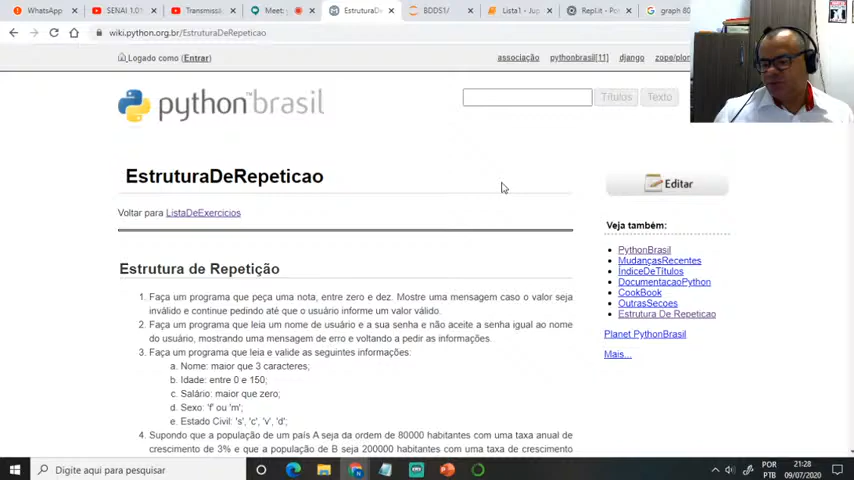 WhatsApp
SENAI 1.01
Transmissã
Meet:
EstruturaDe
BDDS1/
Lista1 - Jup
Repl.it - Po
graph 80
wiki.python.org.br/EstruturaDeRepeticao
Logado como (Entrar)
associação
pythonbrasil[11]
django
zope/plon
python brasil
Títulos
Texto
EstruturaDeRepeticao
Editar
Voltar para ListaDeExercicios
Veja também:
PythonBrasil
MudançasRecentes
ÍndiceDeTítulos
DocumentacaoPython
CookBook
OutrasSecoes
Estrutura De Repeticao
Planet PythonBrasil
Mais...
Estrutura de Repetição
1. Faça um programa que peça uma nota, entre zero e dez. Mostre uma mensagem caso o valor seja
inválido e continue pedindo até que o usuário informe um valor válido.
2. Faça um programa que leia um nome de usuário e a sua senha e não aceite a senha igual ao nome
do usuário, mostrando uma mensagem de erro e voltando a pedir as informações.
3. Faça um programa que leia e valide as seguintes informações:
a. Nome: maior que 3 caracteres;
b. Idade: entre 0 e 150;
c. Salário: maior que zero;
d. Sexo: 'f' ou 'm';
e. Estado Civil: 's', 'c', 'v', 'd';
4. Supondo que a população de um país A seja da ordem de 80000 habitantes com uma taxa anual de
crescimento de 3% e que a população de B seja 200000 habitantes com uma taxa de crescimento
Digite aqui para pesquisar
POR
PTB
21:28
09/07/2020